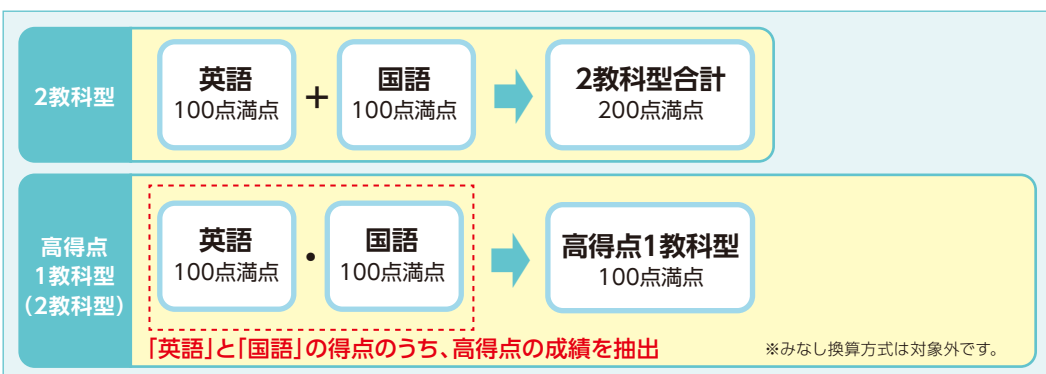 2教科型
英語
100点満点
＋
国語
100点満点
2教科型合計
200点満点
高得点
1教科型
(2教科型)
英語
100点満点
・
国語
100点満点
高得点1教科型
100点満点
「英語」と「国語」の得点のうち、高得点の成績を抽出
※みなし換算方式は対象外です。